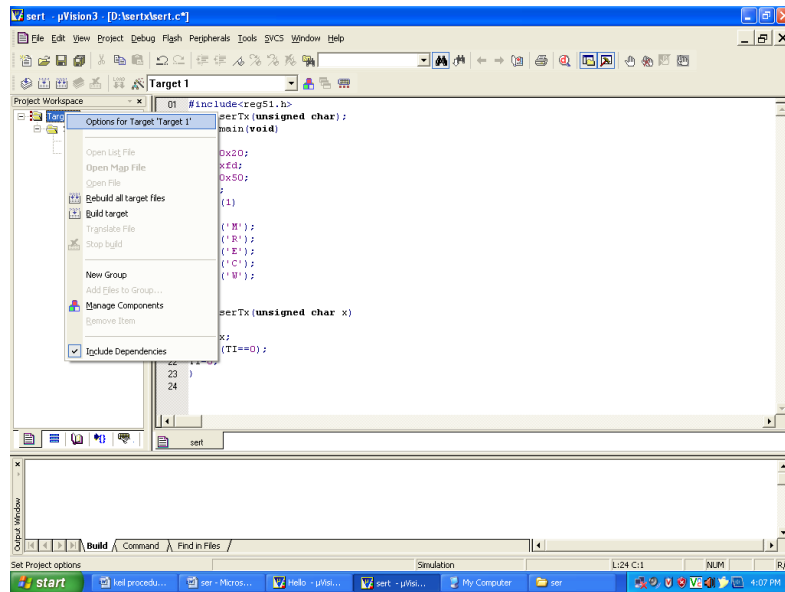 sert - µVision3 - [D:\sertx\sert.c*]
File Edit View Project Debug Flash Peripherals Tools SVCS Window Help
Target 1
Project Workspace
Targ
S
Options for Target 'Target 1'
Open List File
Open Map File
Open File
Rebuild all target files
Build target
Translate File
Stop build
New Group
Add Files to Group...
Manage Components
Remove Item
Include Dependencies
01 #include<reg51.h>
serTx(unsigned char);
main(void)
0x20;
xfd;
0x50;
;
(1)
('M');
('R');
('E');
('C');
('W');
serTx(unsigned char x)
x;
(TI==0);
22 TI=0;
23 }
24
sert
Output Window
Build Command Find in Files
Set Project options
Simulation
L:24 C:1
NUM
R/
start
keil procedu...
ser - Micros...
Hello - µVisi...
sert - µVisi...
My Computer
ser
4:07 PM